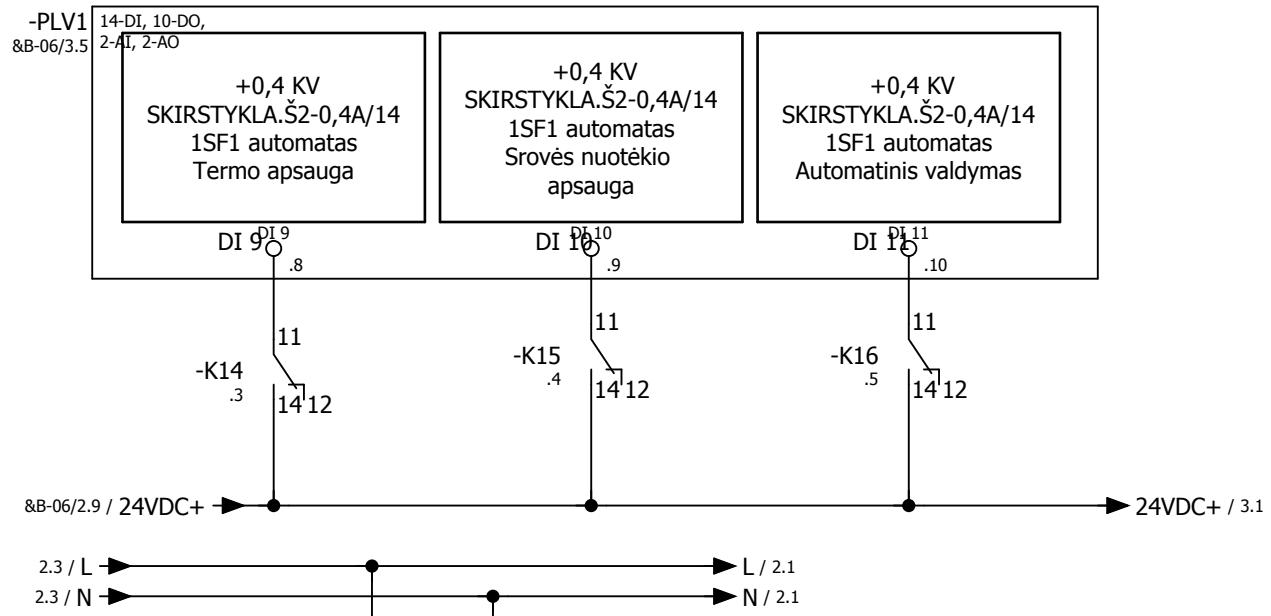 -PLV1 14-DI, 10-DO,
&B-06/3.5 2-AI, 2-AO
+0,4 KV
SKIRSTYKLA.Š2-0,4A/14
1SF1 automatas
Termo apsauga
+0,4 KV
SKIRSTYKLA.Š2-0,4A/14
1SF1 automatas
Srovės nuotėkio
apsauga
+0,4 KV
SKIRSTYKLA.Š2-0,4A/14
1SF1 automatas
Automatinis valdymas
DI 9 DI 9
.8
DI 10 DI 10
.9
DI 11 DI 11
.10
11
-K14
.3
14 12
11
-K15
.4
14 12
11
-K16
.5
14 12
&B-06/2.9 / 24VDC+
24VDC+ / 3.1
2.3 / L
L / 2.1
2.3 / N
N / 2.1